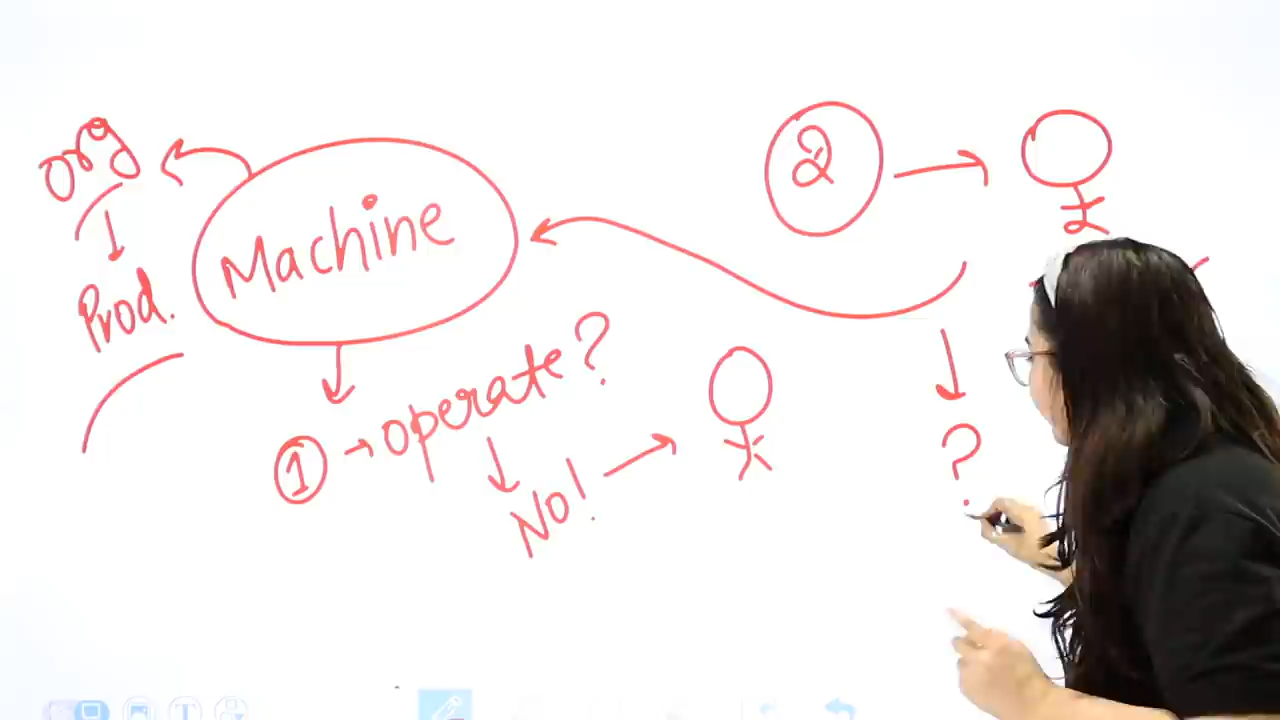 org
Prod.
Machine
2
① → operate?
No!
?